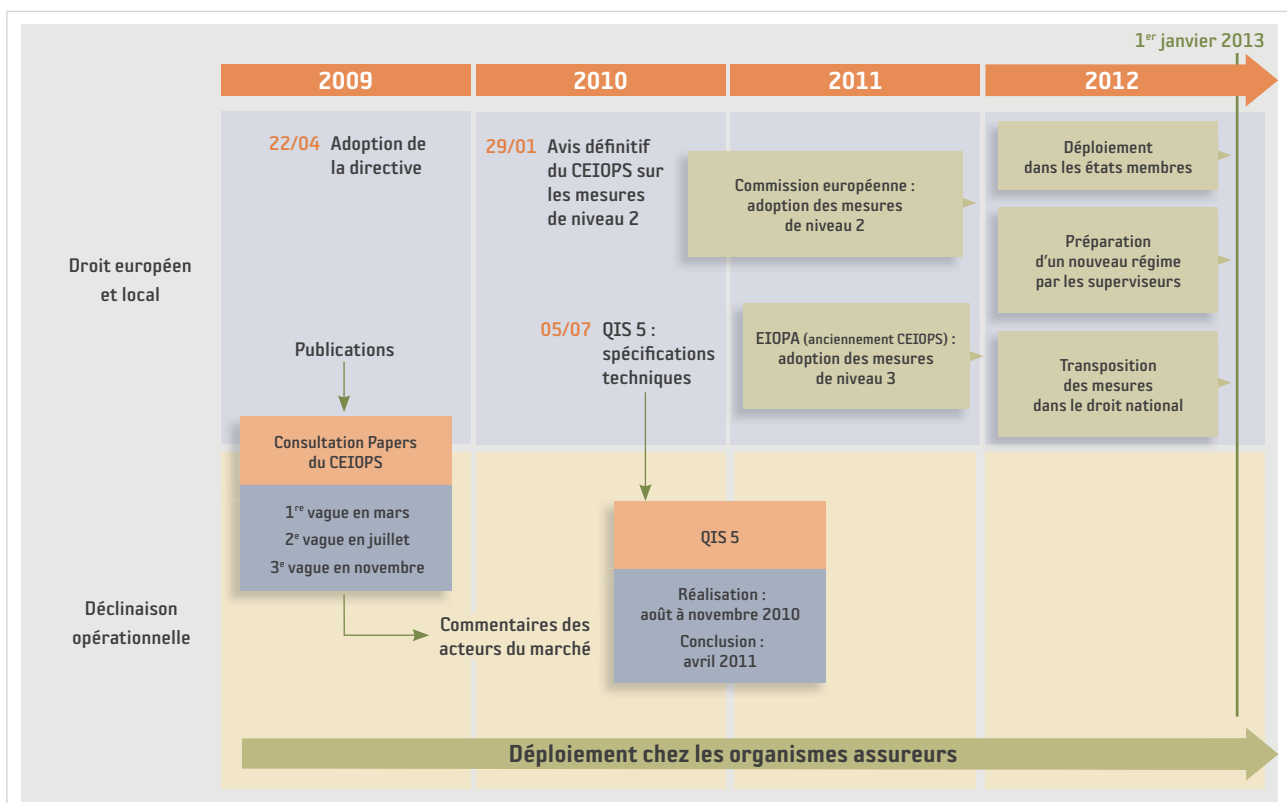 1er janvier 2013
2009
2010
2011
2012
Droit européen
et local
22/04 Adoption de
la directive
Publications
Consultation Papers
du CEIOPS
1re vague en mars
2e vague en juillet
3e vague en novembre
29/01 Avis définitif
du CEIOPS sur
les mesures
de niveau 2
05/07 QIS 5 :
spécifications
techniques
Commission européenne :
adoption des mesures
de niveau 2
EIOPA (anciennement CEIOPS) :
adoption des mesures
de niveau 3
Déploiement
dans les états membres
Préparation
d'un nouveau régime
par les superviseurs
Transposition
des mesures
dans le droit national
Déclinaison
opérationnelle
Commentaires des
acteurs du marché
QIS 5
Réalisation :
août à novembre 2010
Conclusion :
avril 2011
Déploiement chez les organismes assureurs